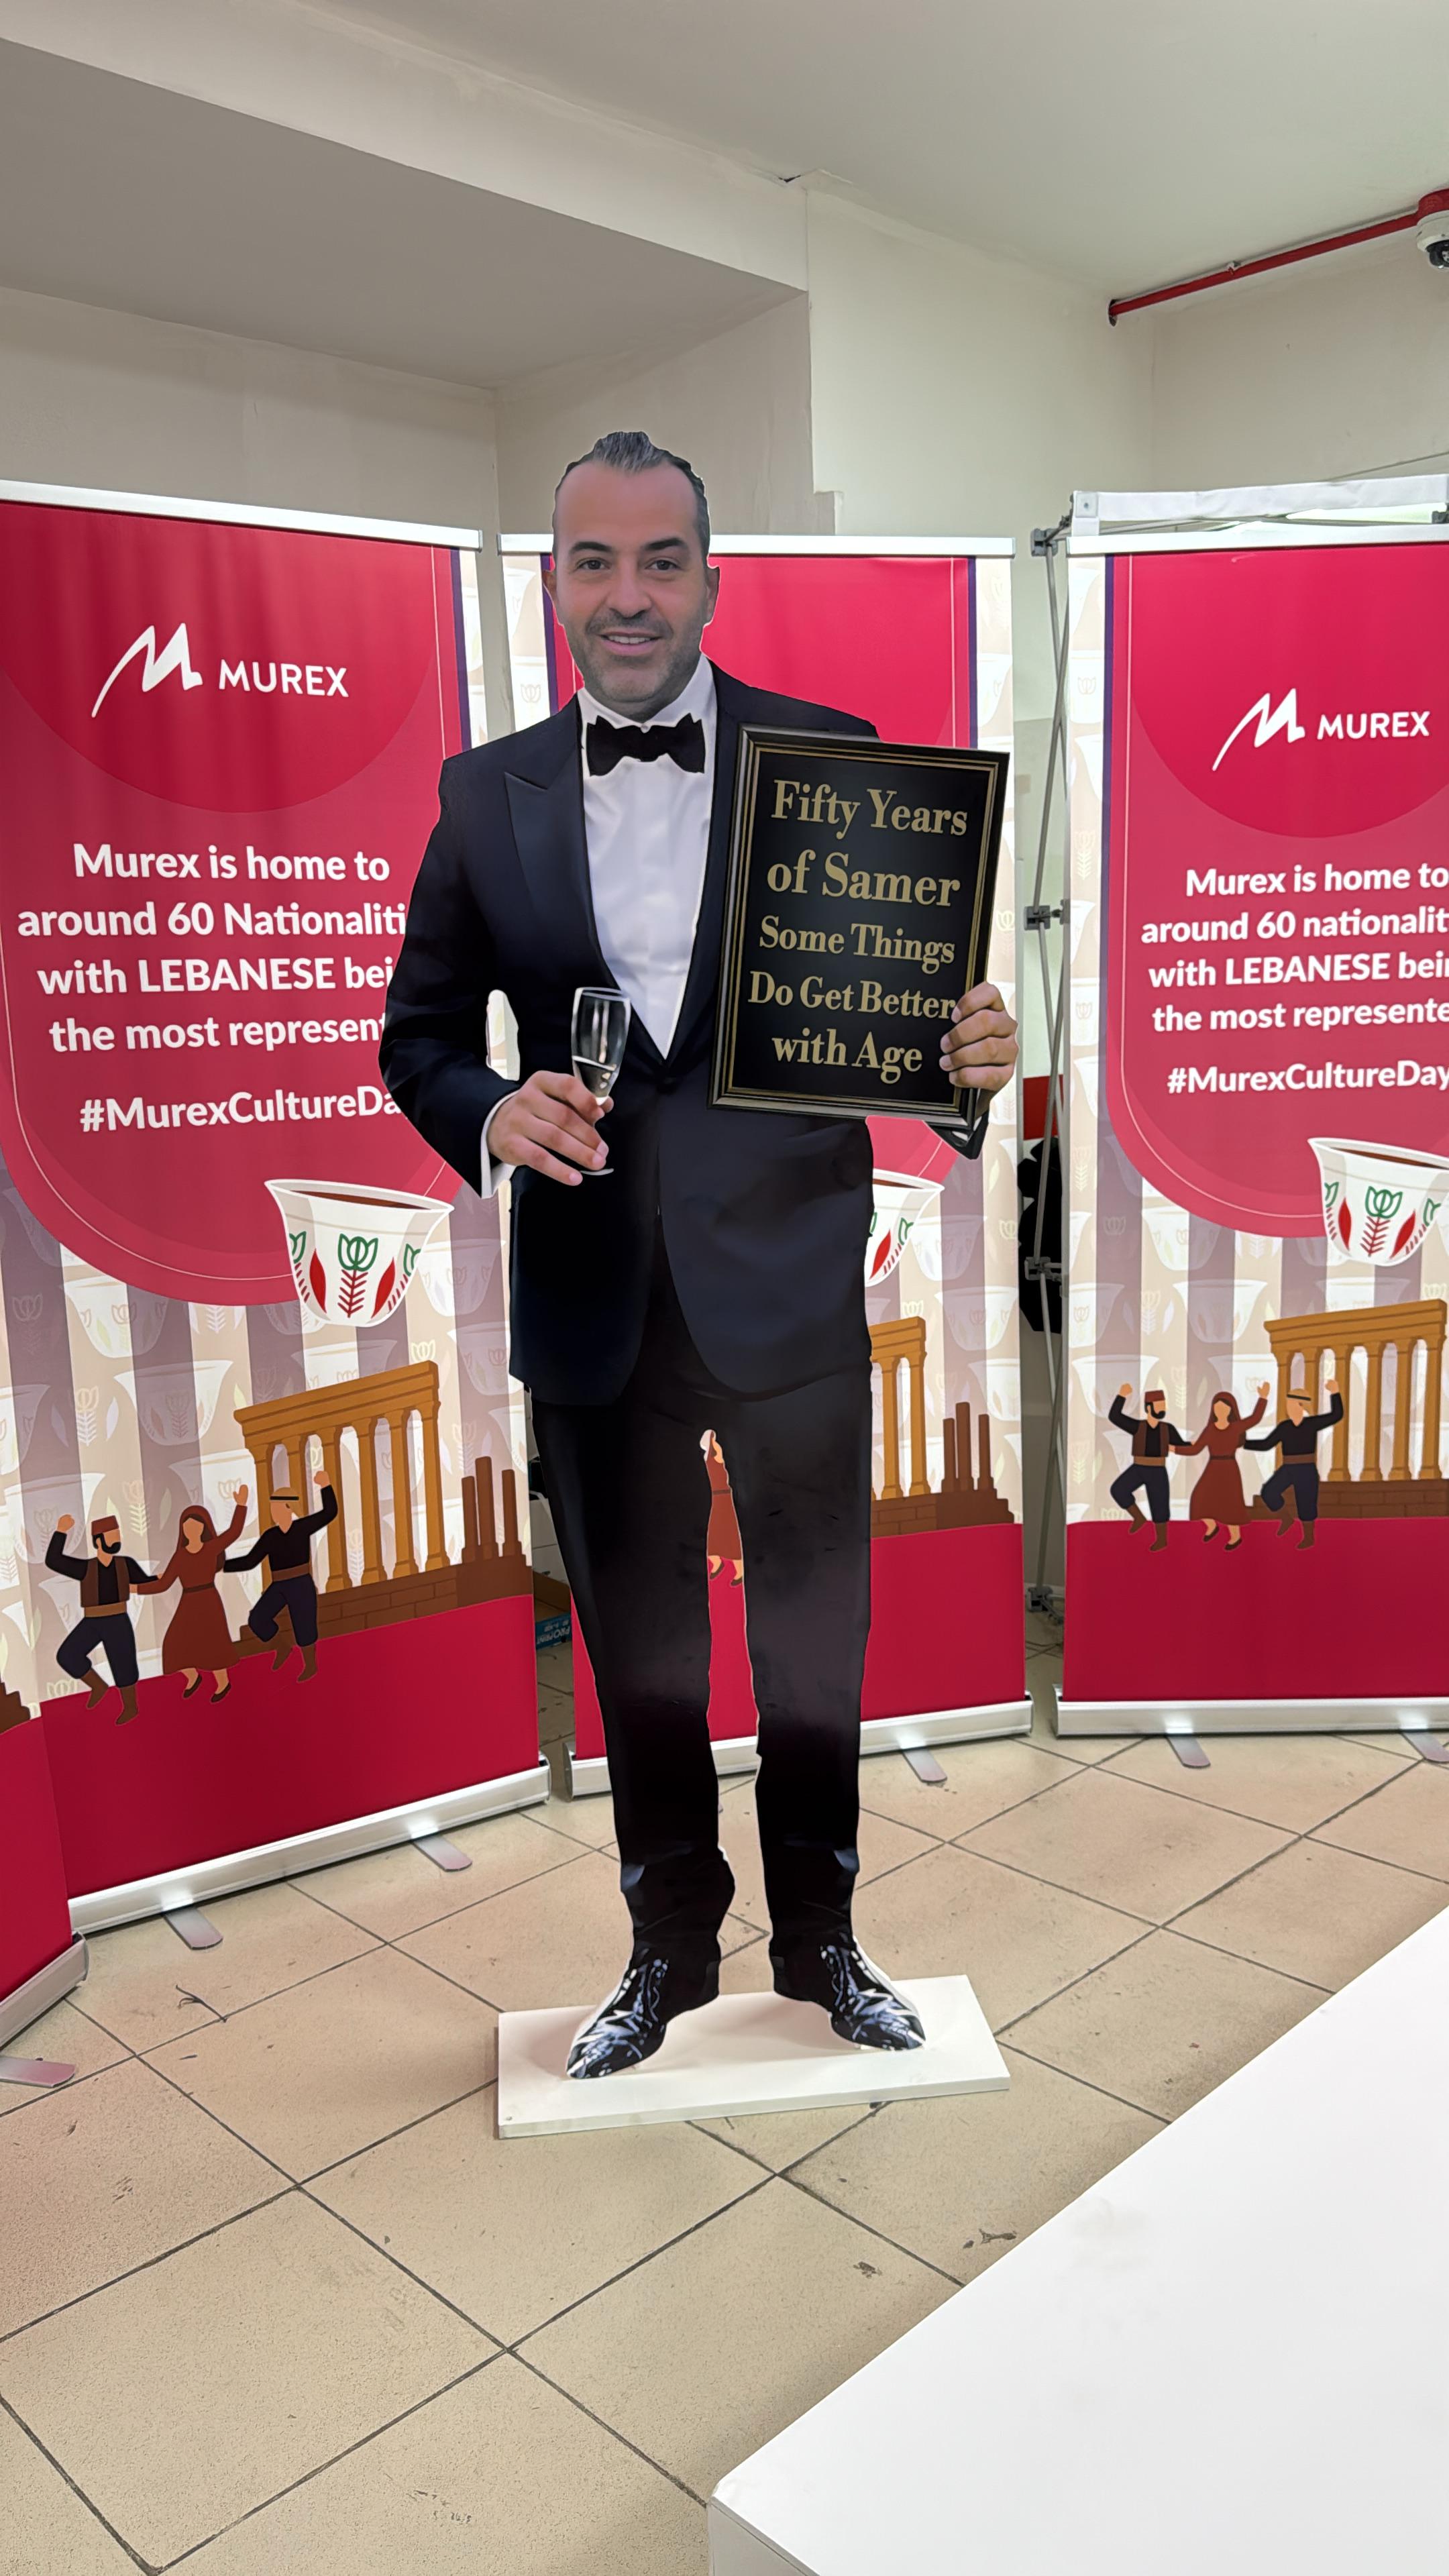 MUREX
Murex is home to
around 60 Nationaliti
with LEBANESE bei
the most represent
#MurexCultureDa
Fifty Years
of Samer
Some Things
Do Get Better
with Age
MUREX
Murex is home to
around 60 nationalit
with LEBANESE bein
the most represente
#MurexCultureDay